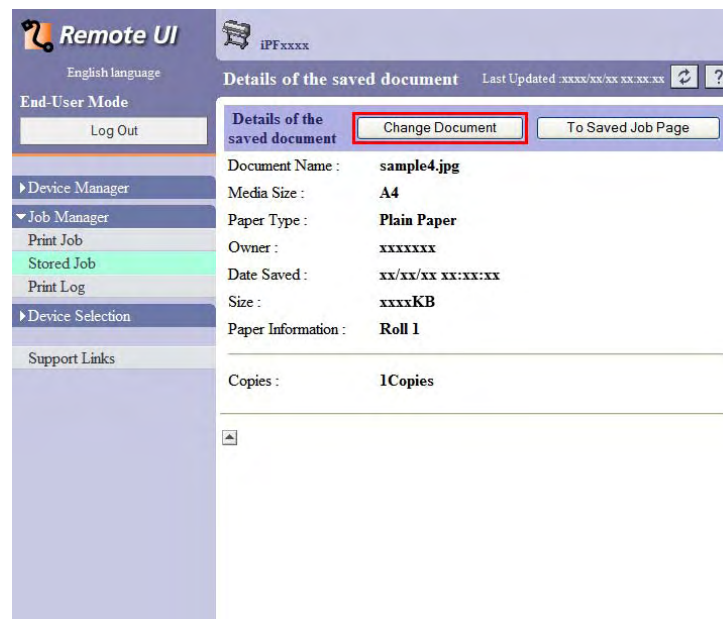 Remote UI
English language
End-User Mode
Log Out
Device Manager
Job Manager
Print Job
Stored Job
Print Log
Device Selection
Support Links
iPFxxxx
Details of the saved document Last Updated :xxxx/xx/xx xx:xx:xx ?
Details of the
saved document
Change Document To Saved Job Page
Document Name : sample4.jpg
Media Size : A4
Paper Type : Plain Paper
Owner : xxxxxxx
Date Saved : xx/xx/xx xx:xx:xx
Size : xxxxKB
Paper Information : Roll 1
Copies : 1Copies